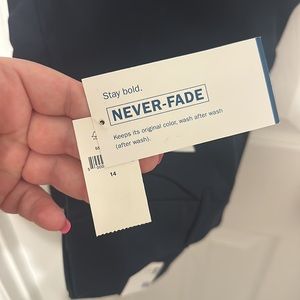 Stay bold.
NEVER-FADE
Keeps its original color, wash after wash
(after wash).
14